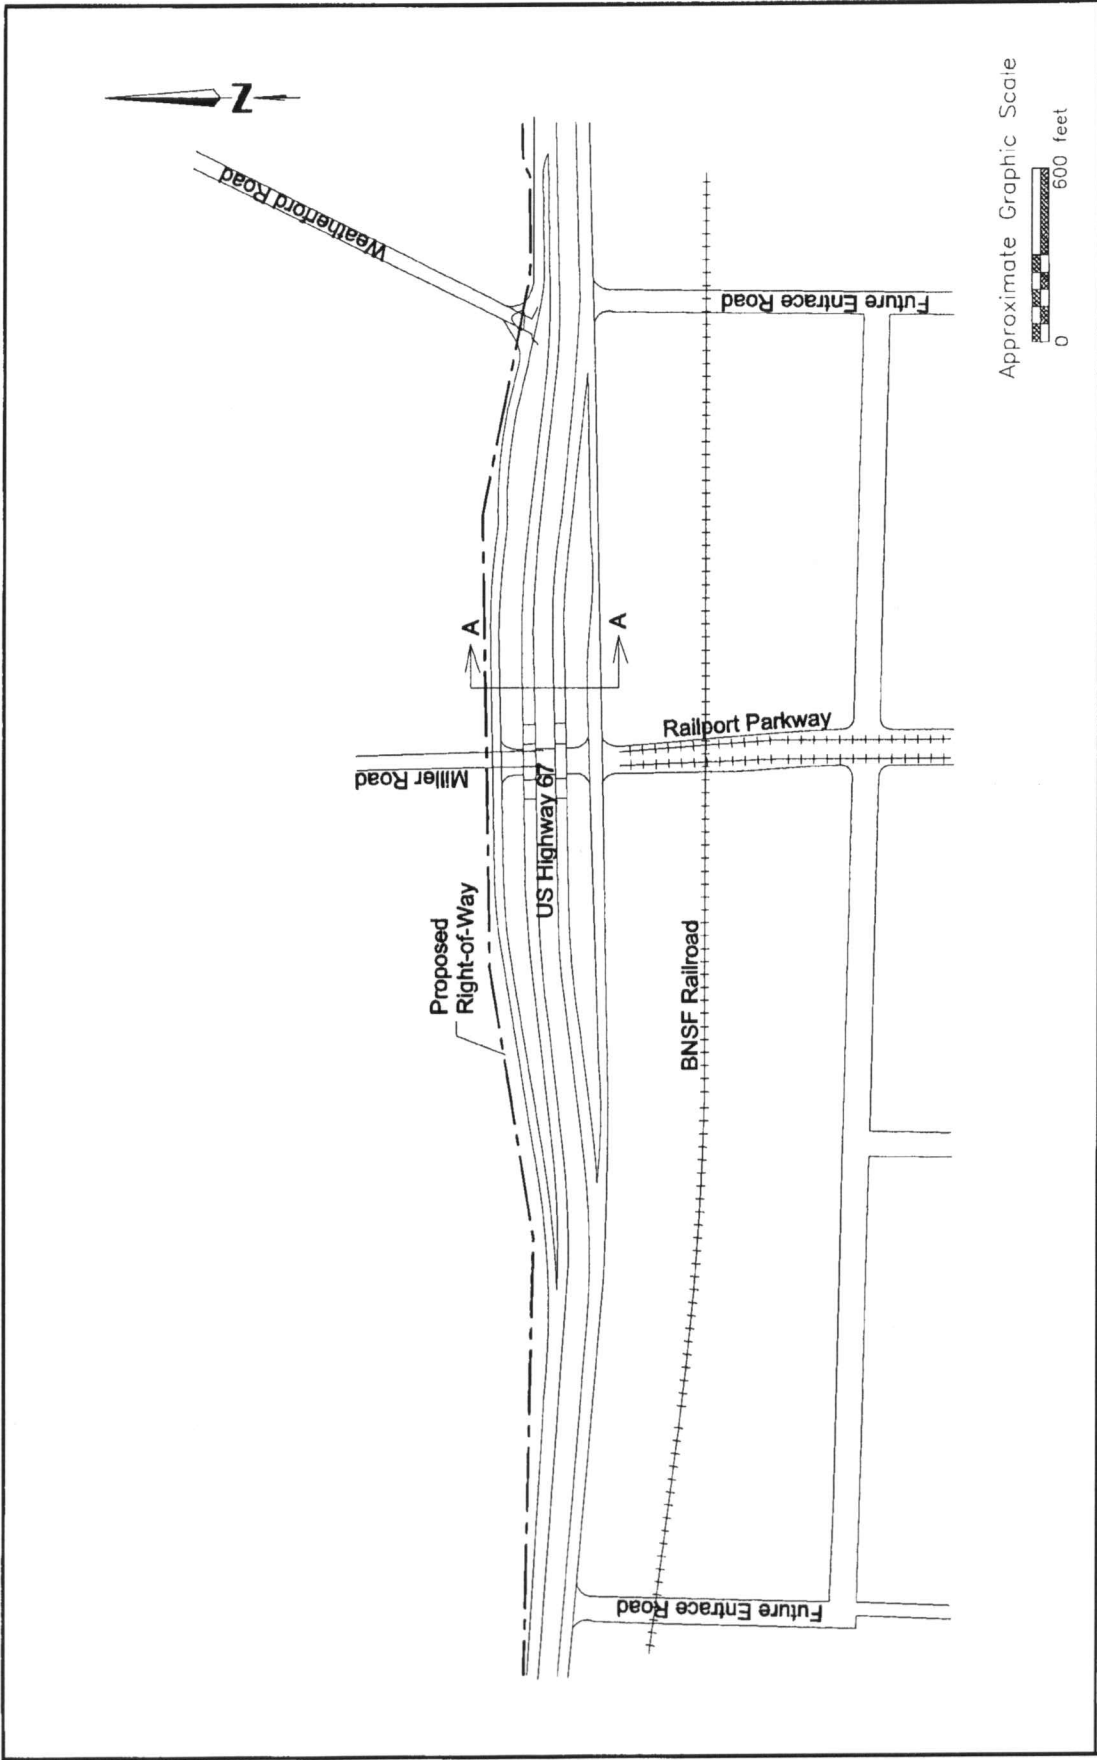 N
Weatherford Road
Approximate Graphic Scale
0
600 feet
Future Entrace Road
A
A
Miller Road
US Highway 67
Railport Parkway
Proposed
Right-of-Way
BNSF Railroad
Future Entrace Road